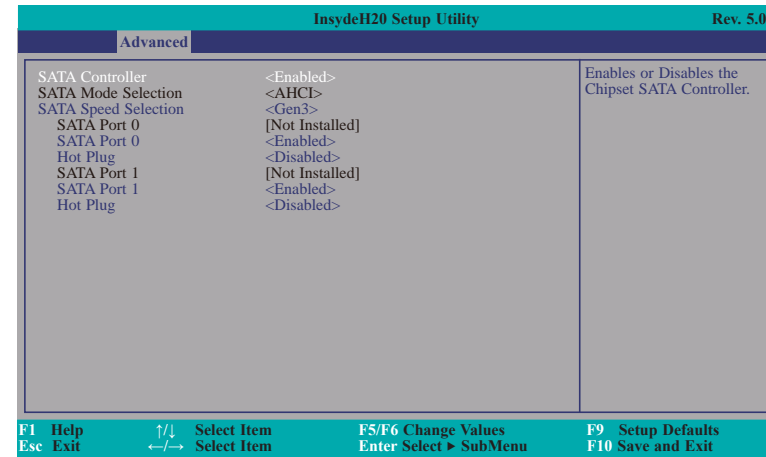 InsydeH20 Setup Utility Rev. 5.0
Advanced
SATA Controller <Enabled>
SATA Mode Selection <AHCI>
SATA Speed Selection <Gen3>
SATA Port 0 [Not Installed]
SATA Port 0 <Enabled>
Hot Plug <Disabled>
SATA Port 1 [Not Installed]
SATA Port 1 <Enabled>
Hot Plug <Disabled>
Enables or Disables the
Chipset SATA Controller.
F1 Help ↑/↓ Select Item F5/F6 Change Values F9 Setup Defaults
Esc Exit ←/→ Select Item Enter Select ▶ SubMenu F10 Save and Exit